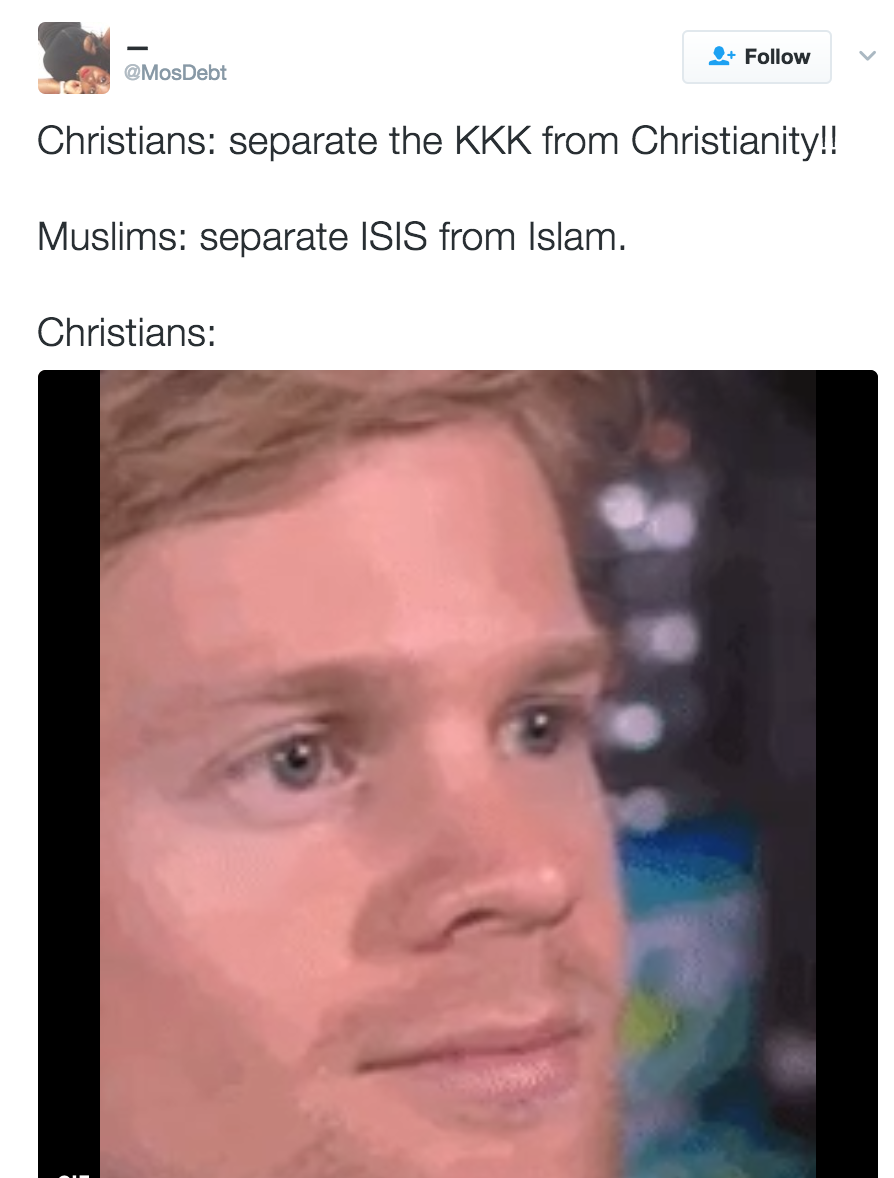 –
@MosDebt
Follow
Christians: separate the KKK from Christianity!!
Muslims: separate ISIS from Islam.
Christians: